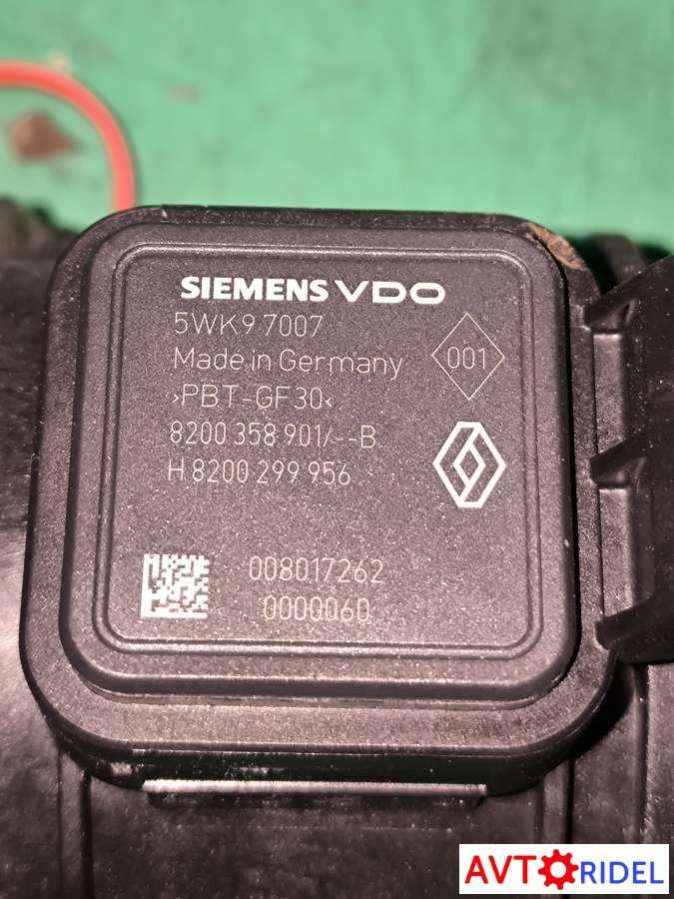 SIEMENS VDO
5WK9 7007
Made in Germany
001
>PBT-GF30<
8200 358 901/--B
H 8200 299 956
008017262
0000060
AVTORIDEL